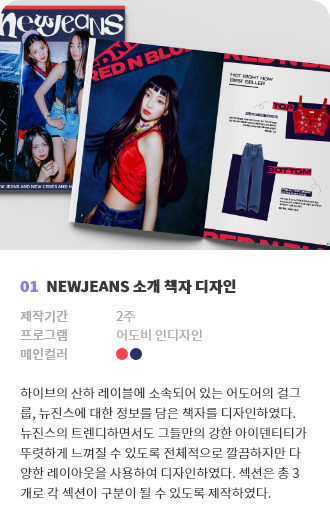 newjeans
W JEANS AND NEW GENES AND N
RED N BLUE
HOT RIGHT NOW
BEST SELLER
TOP
BOTTOM
RED N BLUE
01 NEWJEANS 소개 책자 디자인
제작기간 2주
프로그램 어도비 인디자인
메인컬러
하이브의 산하 레이블에 소속되어 있는 어도어의 걸그
룹, 뉴진스에 대한 정보를 담은 책자를 디자인하였다.
뉴진스의 트렌디하면서도 그들만의 강한 아이덴티티가
뚜렷하게 느껴질 수 있도록 전체적으로 깔끔하지만 다
양한 레이아웃을 사용하여 디자인하였다. 섹션은 총 3
개로 각 섹션이 구분이 될 수 있도록 제작하였다.